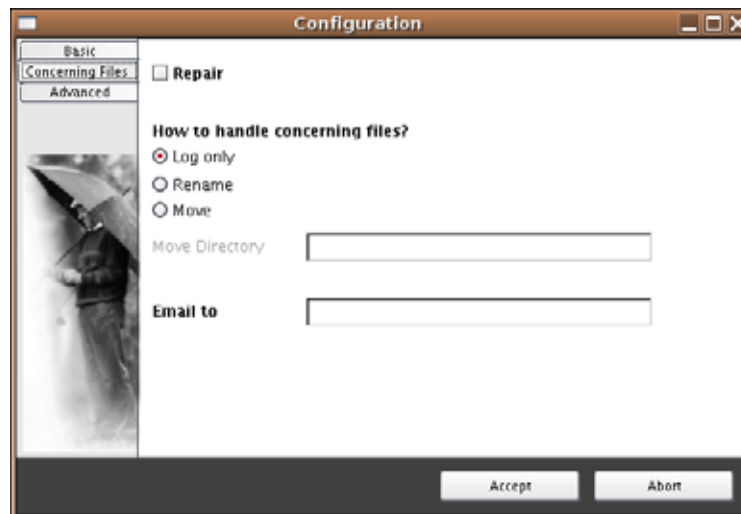 Configuration
Basic
Concerning Files
Advanced
Repair
How to handle concerning files?
Log only
Rename
Move
Move Directory
Email to
Accept
Abort